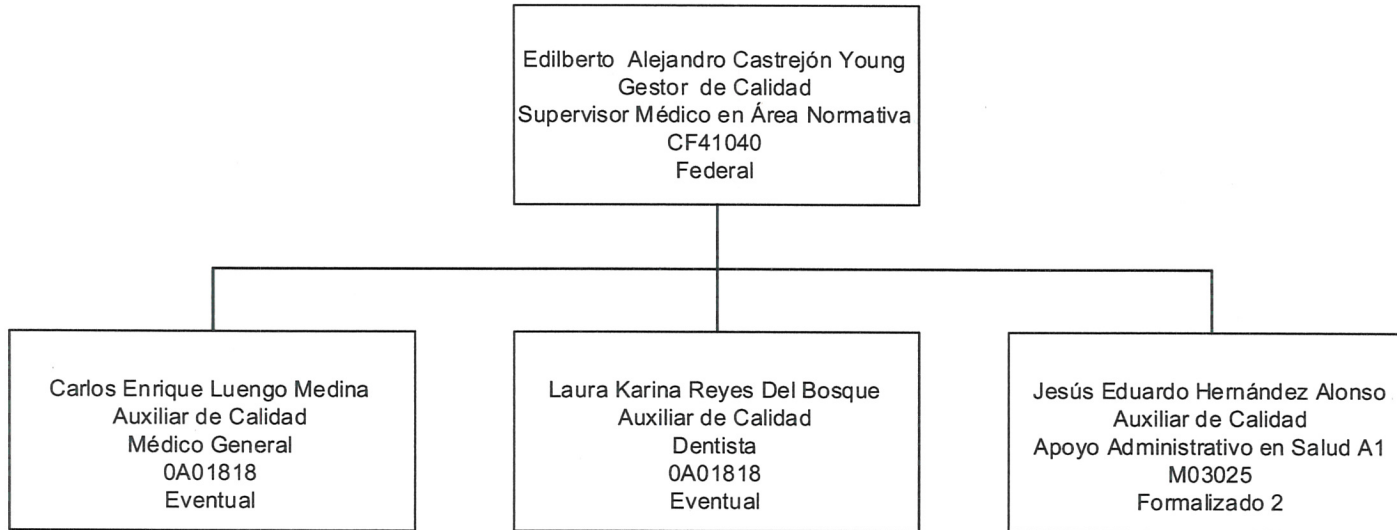 Edilberto Alejandro Castrejón Young
Gestor de Calidad
Supervisor Médico en Área Normativa
CF41040
Federal
Carlos Enrique Luengo Medina
Auxiliar de Calidad
Médico General
0A01818
Eventual
Laura Karina Reyes Del Bosque
Auxiliar de Calidad
Dentista
0A01818
Eventual
Jesús Eduardo Hernández Alonso
Auxiliar de Calidad
Apoyo Administrativo en Salud A1
M03025
Formalizado 2